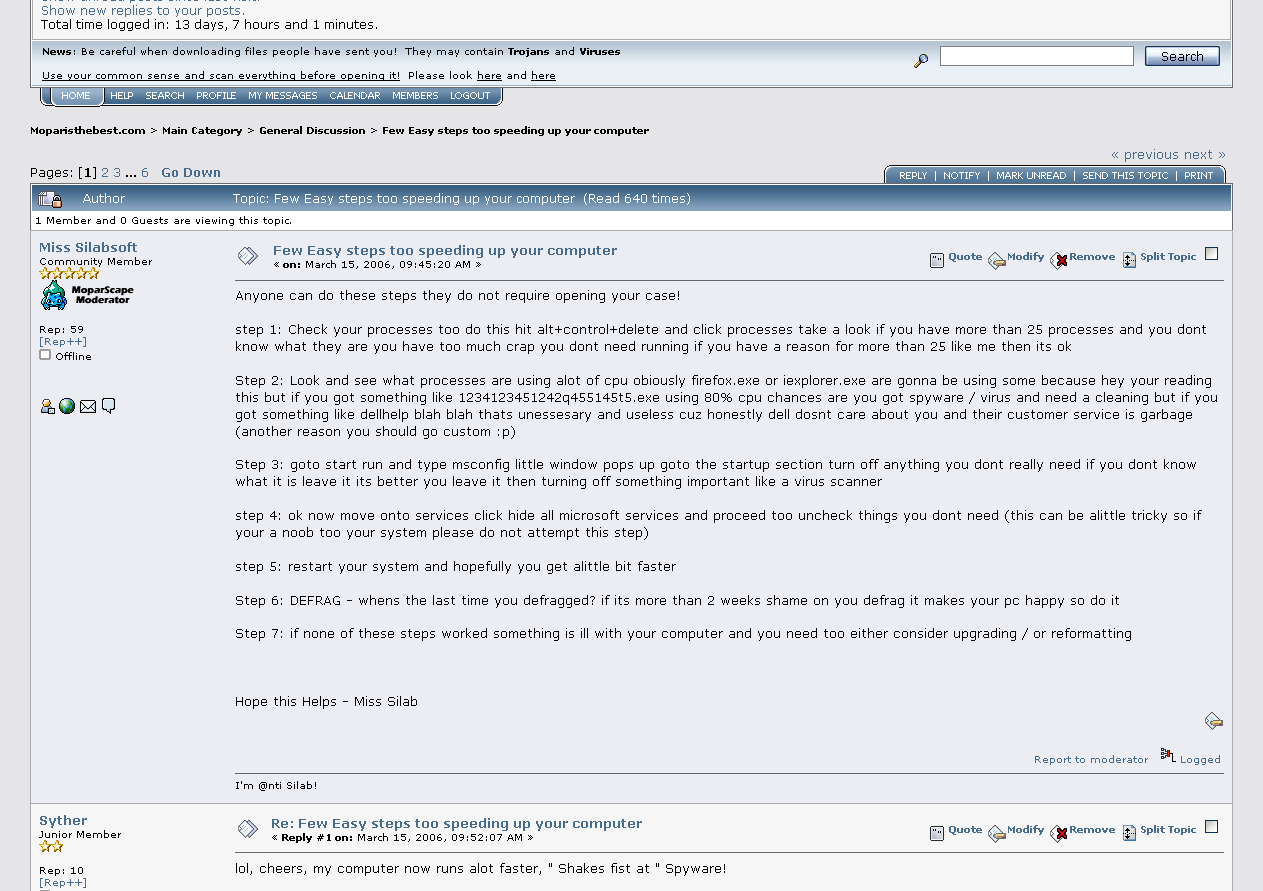 Show new replies to your posts.
Total time logged in: 13 days, 7 hours and 1 minutes.
News: Be careful when downloading files people have sent you! They may contain Trojans and Viruses
Use your common sense and scan everything before opening it! Please look here and here
Search
HOME HELP SEARCH PROFILE MY MESSAGES CALENDAR MEMBERS LOGOUT
Moparisthebest.com > Main Category > General Discussion > Few Easy steps too speeding up your computer
« previous next »
Pages: [1] 2 3 ... 6 Go Down
REPLY | NOTIFY | MARK UNREAD | SEND THIS TOPIC | PRINT
Author Topic: Few Easy steps too speeding up your computer (Read 640 times)
1 Member and 0 Guests are viewing this topic.
Miss Silabsoft
Community Member
MoparScape
Moderator
Rep: 59
[Rep++]
Offline
Few Easy steps too speeding up your computer
« on: March 15, 2006, 09:45:20 AM »
Quote Modify Remove Split Topic
Anyone can do these steps they do not require opening your case!
step 1: Check your processes too do this hit alt+control+delete and click processes take a look if you have more than 25 processes and you dont
know what they are you have too much crap you dont need running if you have a reason for more than 25 like me then its ok
Step 2: Look and see what processes are using alot of cpu obiously firefox.exe or iexplorer.exe are gonna be using some because hey your reading
this but if you got something like 1234123451242q455145t5.exe using 80% cpu chances are you got spyware / virus and need a cleaning but if you
got something like dellhelp blah blah thats unessesary and useless cuz honestly dell dosnt care about you and their customer service is garbage
(another reason you should go custom :p)
Step 3: goto start run and type msconfig little window pops up goto the startup section turn off anything you dont really need if you dont know
what it is leave it its better you leave it then turning off something important like a virus scanner
step 4: ok now move onto services click hide all microsoft services and proceed too uncheck things you dont need (this can be alittle tricky so if
your a noob too your system please do not attempt this step)
step 5: restart your system and hopefully you get alittle bit faster
Step 6: DEFRAG - whens the last time you defragged? if its more than 2 weeks shame on you defrag it makes your pc happy so do it
Step 7: if none of these steps worked something is ill with your computer and you need too either consider upgrading / or reformatting
Hope this Helps - Miss Silab
Report to moderator Logged
I'm @nti Silab!
Syther
Junior Member
Rep: 10
[Rep++]
Re: Few Easy steps too speeding up your computer
« Reply #1 on: March 15, 2006, 09:52:07 AM »
Quote Modify Remove Split Topic
lol, cheers, my computer now runs alot faster, " Shakes fist at " Spyware!